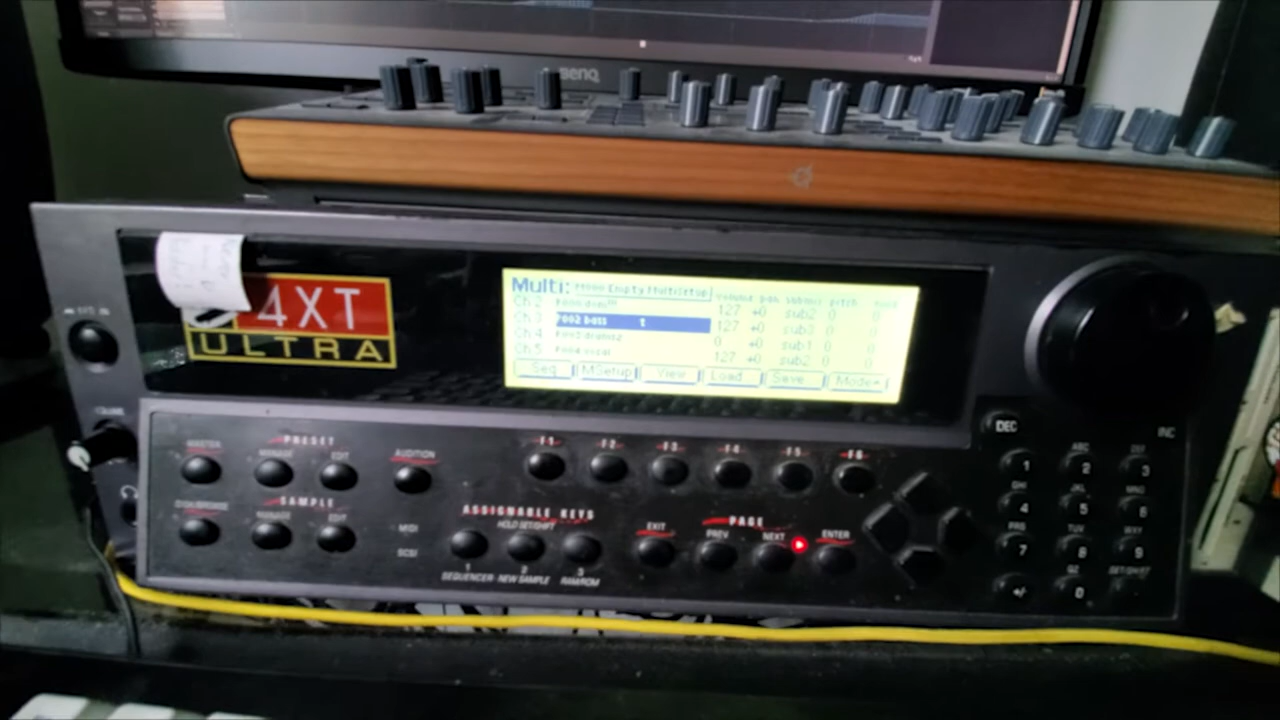 BenQ
4XT
ULTRA
Multi: M000 Empty Multisetup
volume pan submix pitch
Ch 2 127 +0 sub2 0 0
Ch 3 P002 bass 127 +0 sub3 0 0
Ch 4 0 +0 sub1 0 0
Ch 5 P004 vocal 127 +0 sub2 0 0
Seq MSetup View Load Save
MASTER
PRESET
MANAGE EDIT
AUDITION
F1 F2 F3 F4 F5 F6
DISK/BROWSE
SAMPLE
MANAGE EDIT
MIDI
SCSI
ASSIGNABLE KEYS
HOLD SET/SHIFT
1 2 3
SEQUENCER NEW SAMPLE RAM/ROM
EXIT
PAGE
PREV NEXT
ENTER
DEC INC
1 ABC 2 DEF 3
GHI 4 JKL 5 MNO 6
PRS 7 TUV 8 WXY 9
+/- QZ 0 SET/SHIFT